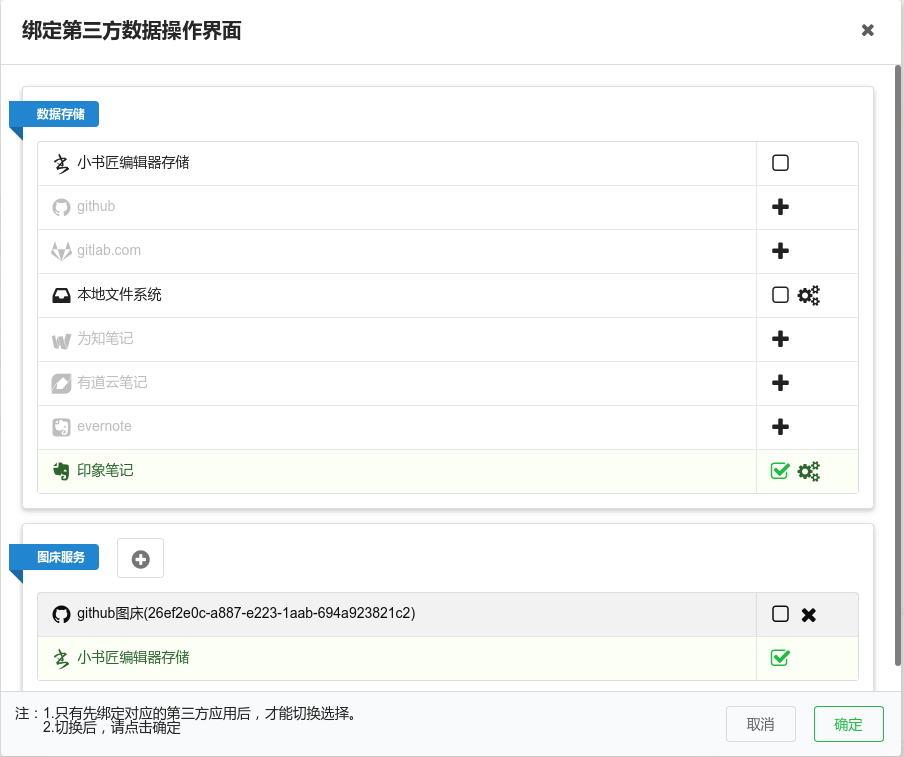 绑定第三方数据操作界面
数据存储
小书匠编辑器存储
github
gitlab.com
本地文件系统
为知笔记
有道云笔记
evernote
印象笔记
图床服务
github图床(26ef2e0c-a887-e223-1aab-694a923821c2)
小书匠编辑器存储
注：1.只有先绑定对应的第三方应用后，才能切换选择。
2.切换后，请点击确定
取消
确定